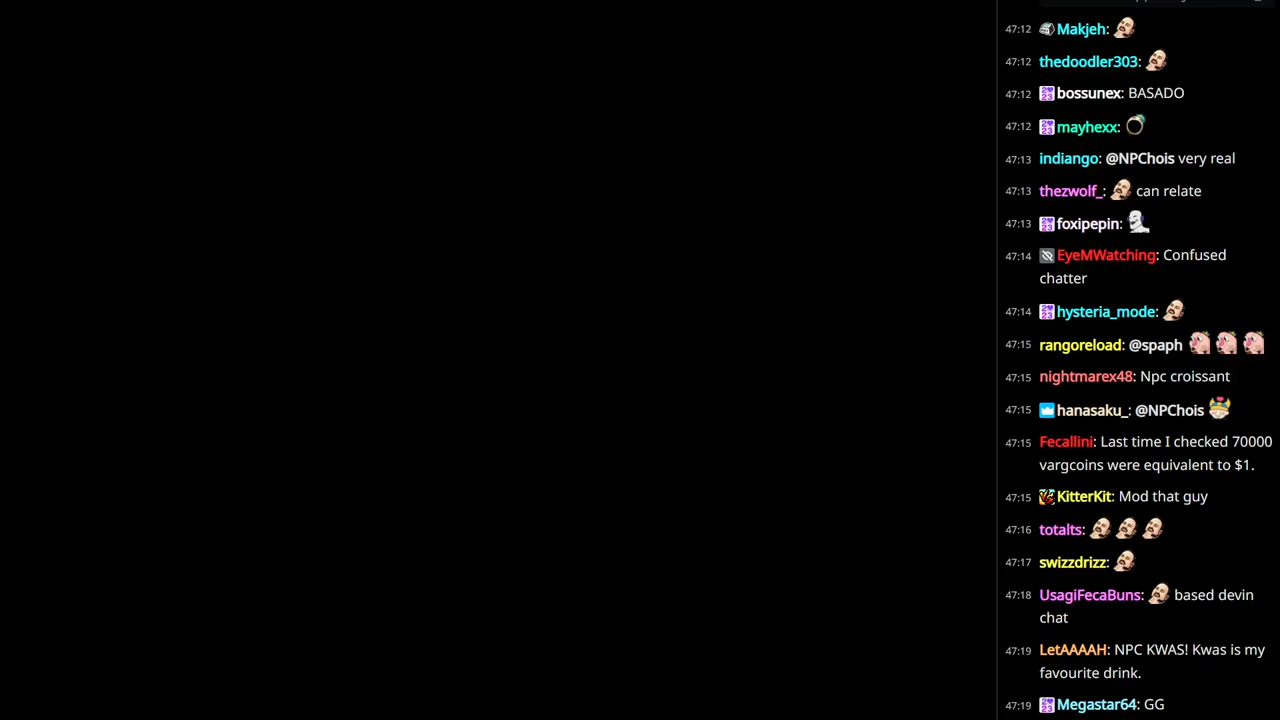 47:12 Makjeh:
47:12 thedoodler303:
47:12 bossunex: BASADO
47:12 mayhexx:
47:13 indiango: @NPChois very real
47:13 thezwolf_: can relate
47:13 foxipepin:
47:14 EyeMWatching: Confused
chatter
47:14 hysteria_mode:
47:15 rangoreload: @spaph
47:15 nightmarex48: Npc croissant
47:15 hanasaku_: @NPChois
47:15 Fecallini: Last time I checked 70000
vargcoins were equivalent to $1.
47:15 KitterKit: Mod that guy
47:16 totalts:
47:17 swizzdrizz:
47:18 UsagiFecaBuns: based devin
chat
47:19 LetAAAAH: NPC KWAS! Kwas is my
favourite drink.
47:19 Megastar64: GG